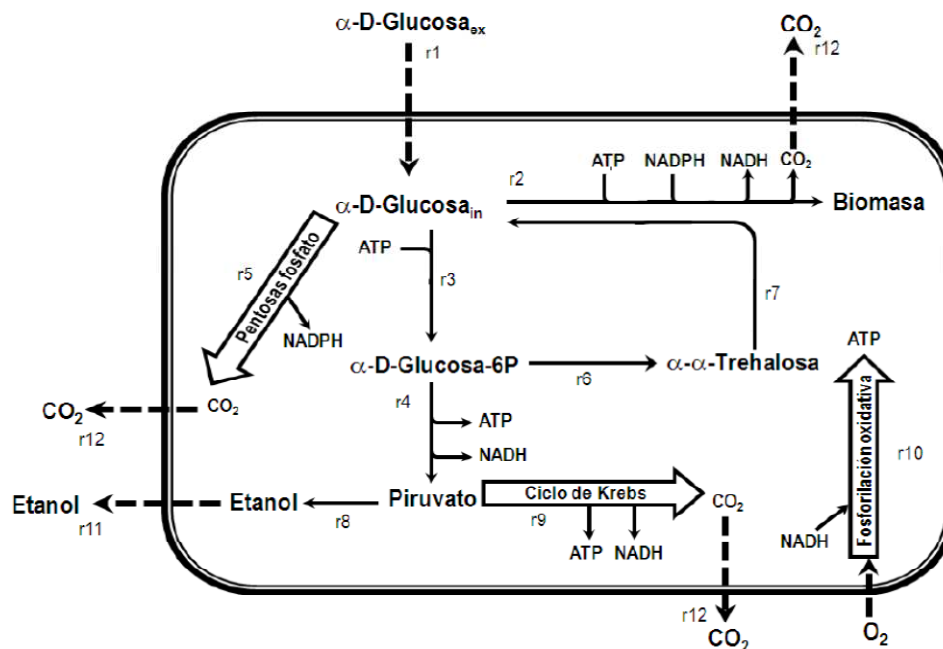 α-D-Glucosaex
r1
CO2
r12
ATP NADPH NADH CO2
r2
α-D-Glucosain
Biomasa
ATP
r5
Pentosas fosfato
r3
r7
NADPH
ATP
α-D-Glucosa-6P
r6
α-α-Trehalosa
CO2
CO2
r4
r12
ATP
NADH
Fosforilacion oxidativa
r10
Etanol
Etanol
Piruvato
Ciclo de Krebs
CO2
r11
r8
r9
NADH
ATP NADH
r12
CO2
O2